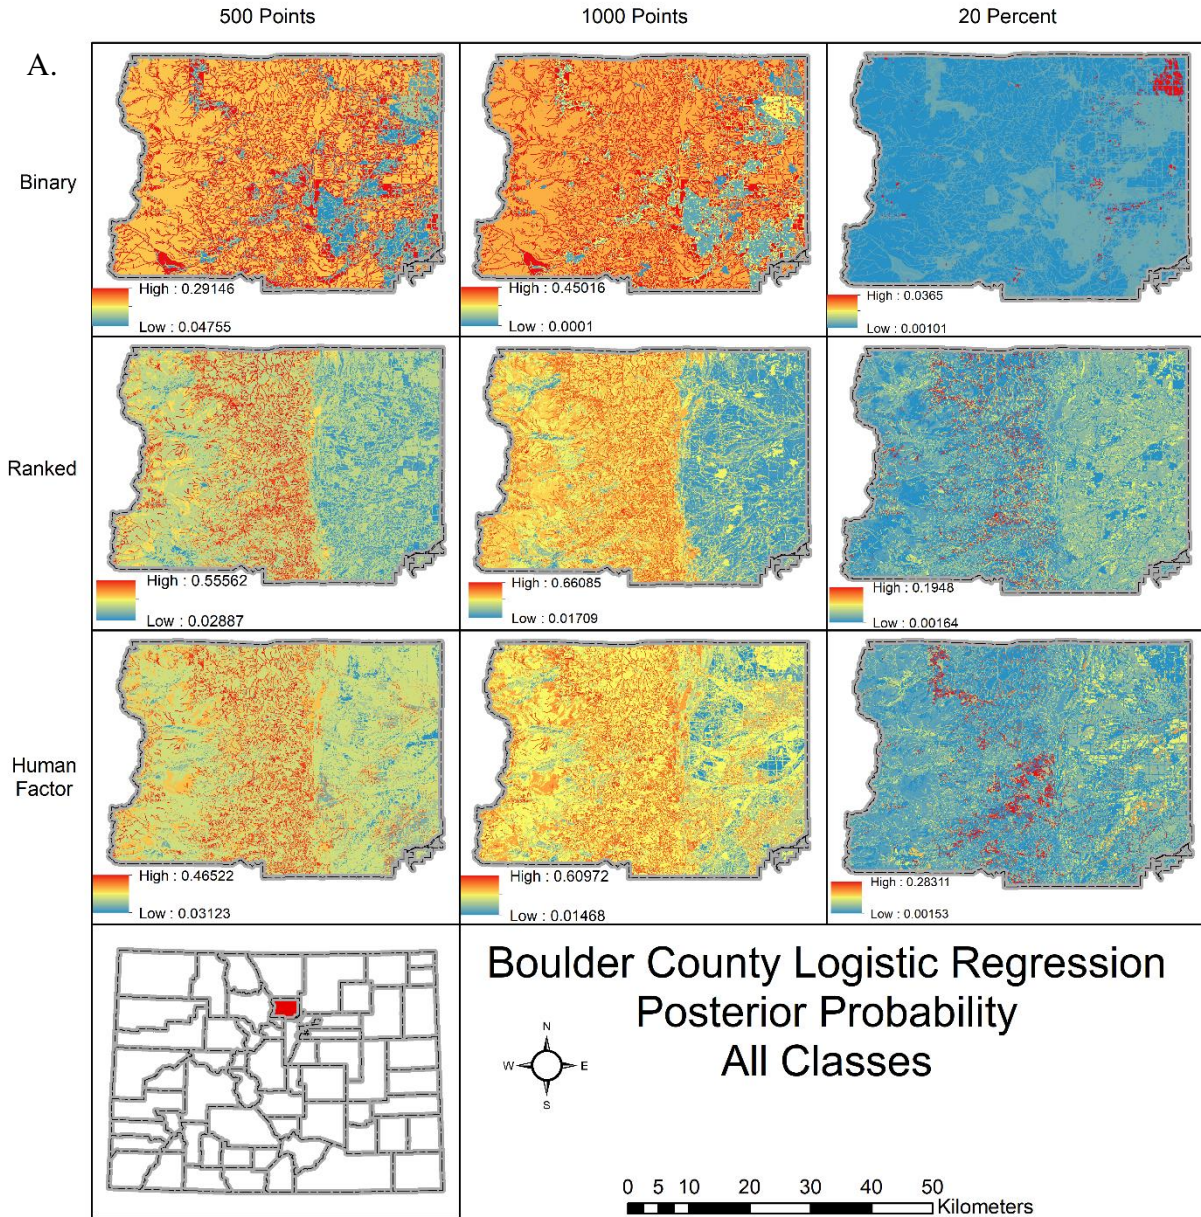 500 Points
1000 Points
20 Percent
A.
Binary
High : 0.29146
Low : 0.04755
High : 0.45016
Low : 0.0001
High : 0.0365
Low : 0.00101
Ranked
High : 0.55562
Low : 0.02887
High : 0.66085
Low : 0.01709
High : 0.1948
Low : 0.00164
Human
Factor
High : 0.46522
Low : 0.03123
High : 0.60972
Low : 0.01468
High : 0.28311
Low : 0.00153
Boulder County Logistic Regression
Posterior Probability
All Classes
N
W E
S
0 5 10 20 30 40 50
Kilometers